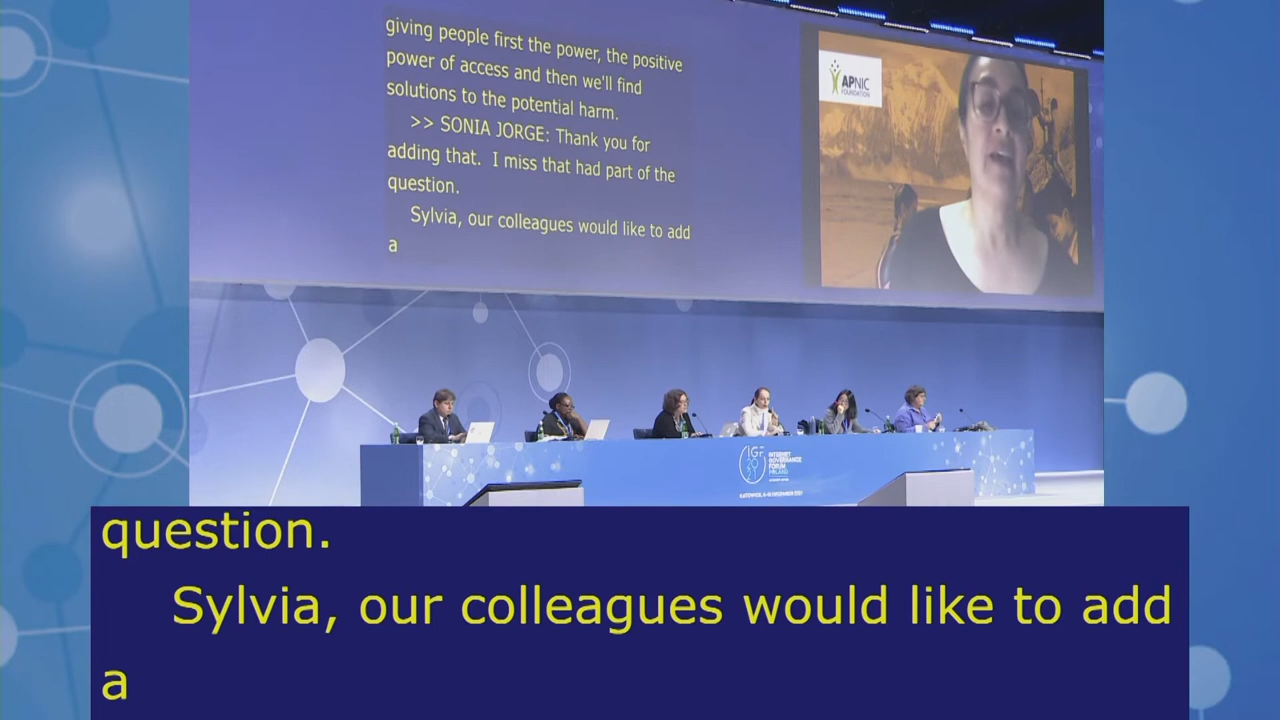 giving people first the power, the positive
power of access and then we'll find
solutions to the potential harm.
>> SONIA JORGE: Thank you for
adding that. I miss that had part of the
question.
Sylvia, our colleagues would like to add
a
APNIC
FOUNDATION
IGF
INTERNET
GOVERNANCE
FORUM
POLAND
question.
Sylvia, our colleagues would like to add
a